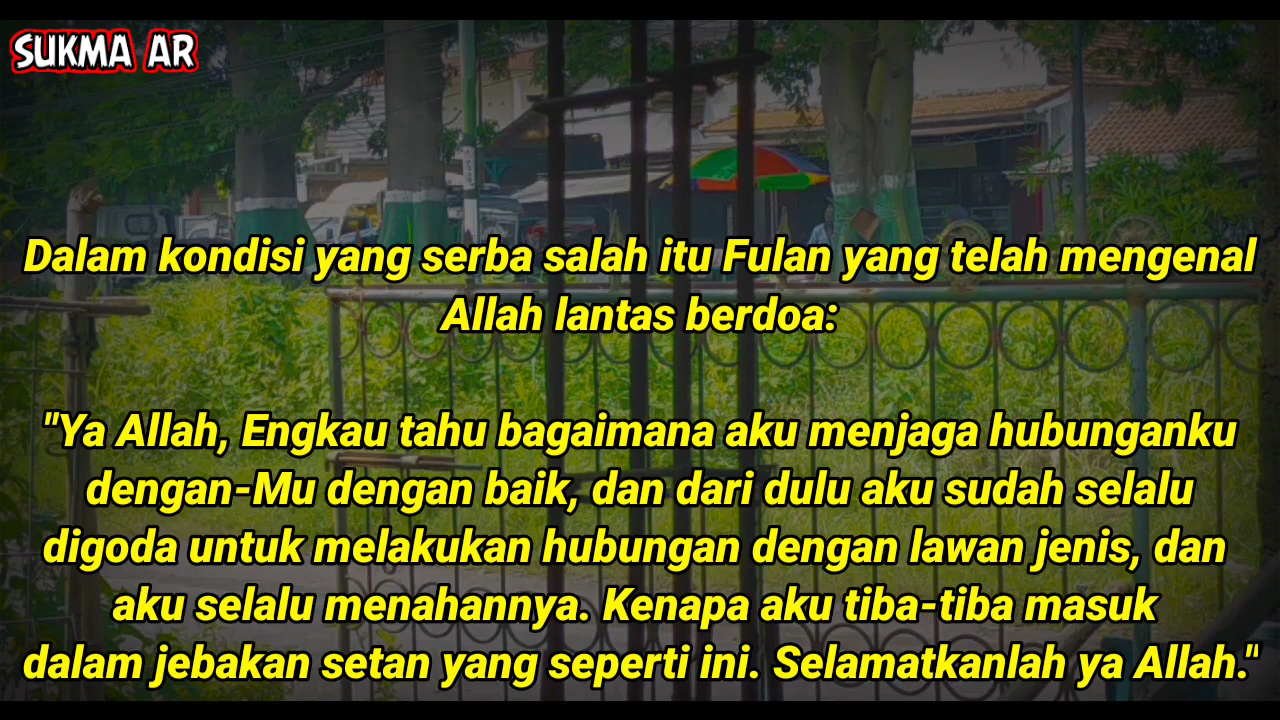 SUKMA AR
Dalam kondisi yang serba salah itu Fulan yang telah mengenal
Allah lantas berdoa:
"Ya Allah, Engkau tahu bagaimana aku menjaga hubunganku
dengan-Mu dengan baik, dan dari dulu aku sudah selalu
digoda untuk melakukan hubungan dengan lawan jenis, dan
aku selalu menahannya. Kenapa aku tiba-tiba masuk
dalam jebakan setan yang seperti ini. Selamatkanlah ya Allah."